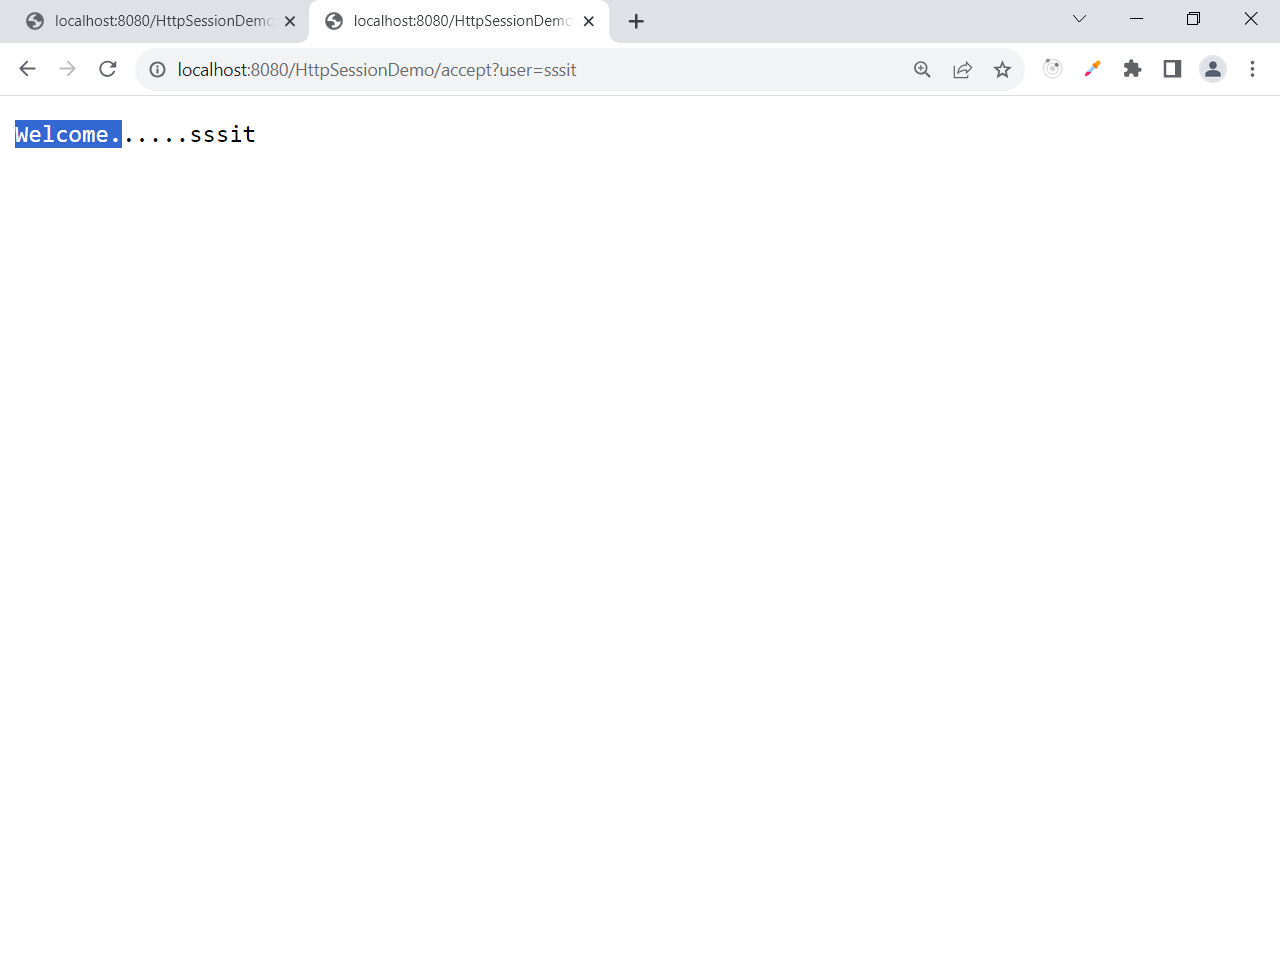 localhost:8080/HttpSessionDemo
localhost:8080/HttpSessionDemo
localhost:8080/HttpSessionDemo/accept?user=sssit
Welcome......sssit